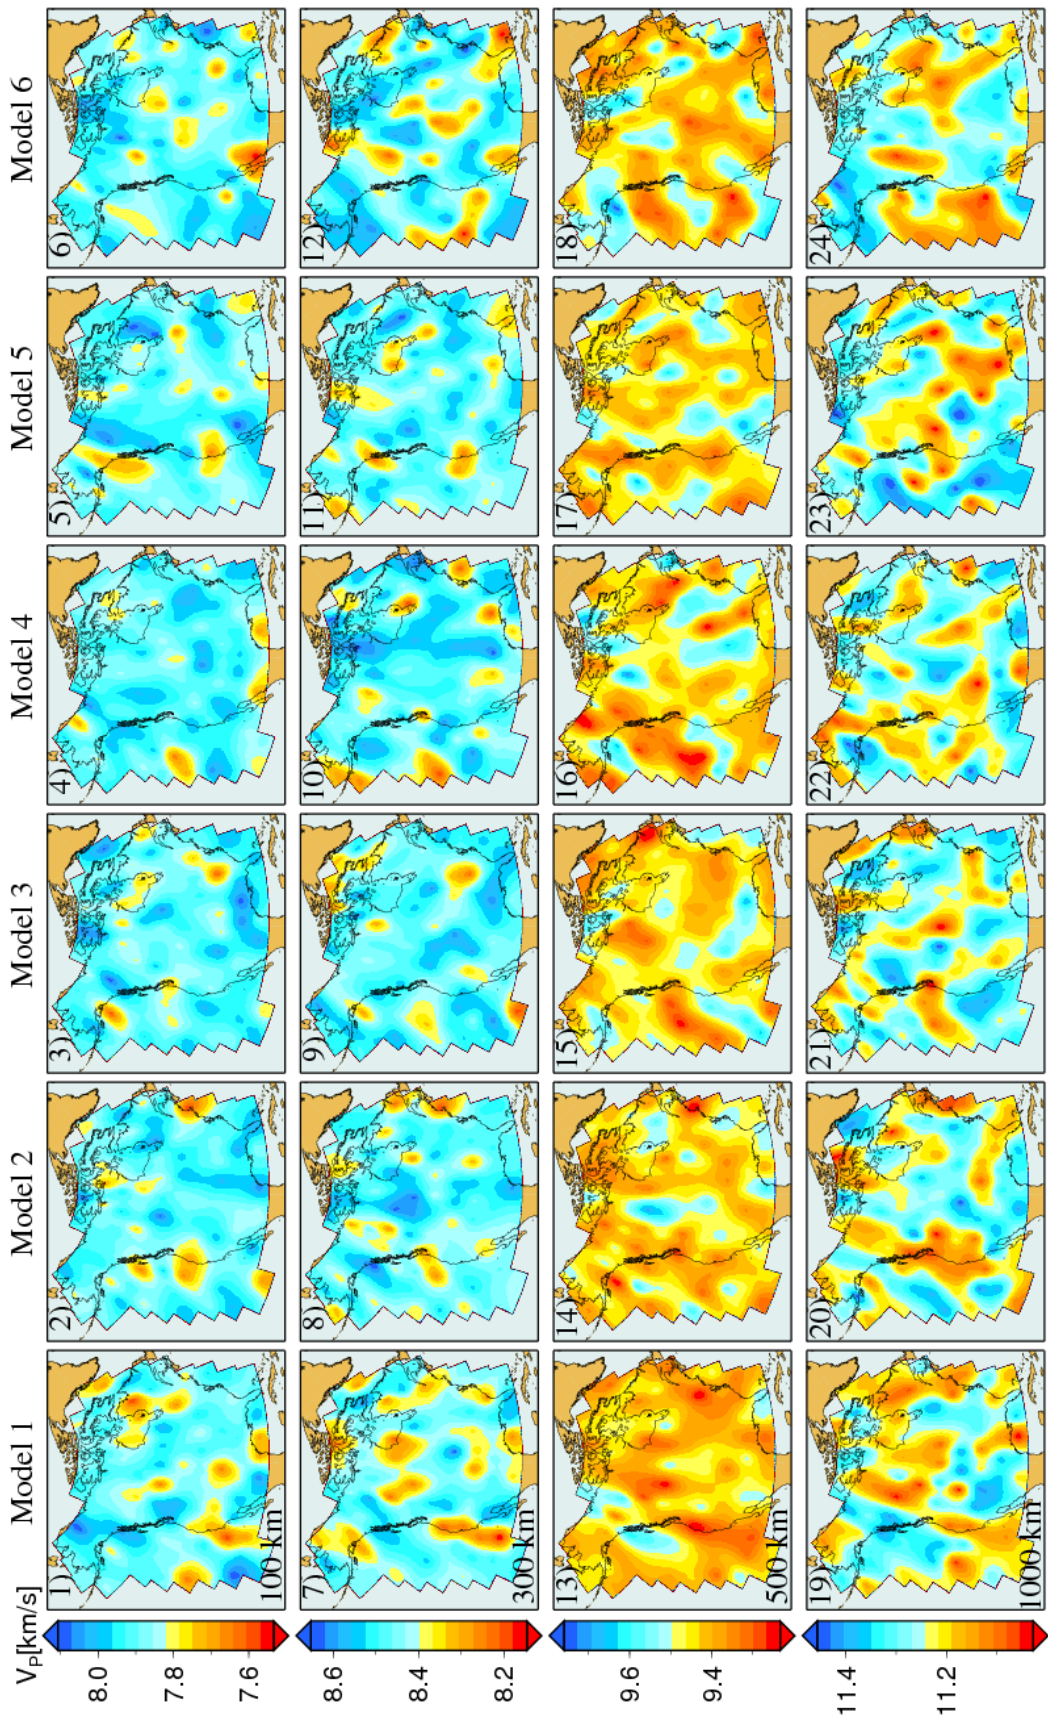 Model 1 Model 2 Model 3 Model 4 Model 5 Model 6
Vₚ[km/s]
8.0 7.8 7.6
1) 2) 3) 4) 5) 6)
100 km
8.6 8.4 8.2
7) 8) 9) 10) 11) 12)
300 km
9.6 9.4
13) 14) 15) 16) 17) 18)
500 km
11.4 11.2
19) 20) 21) 22) 23) 24)
1000 km